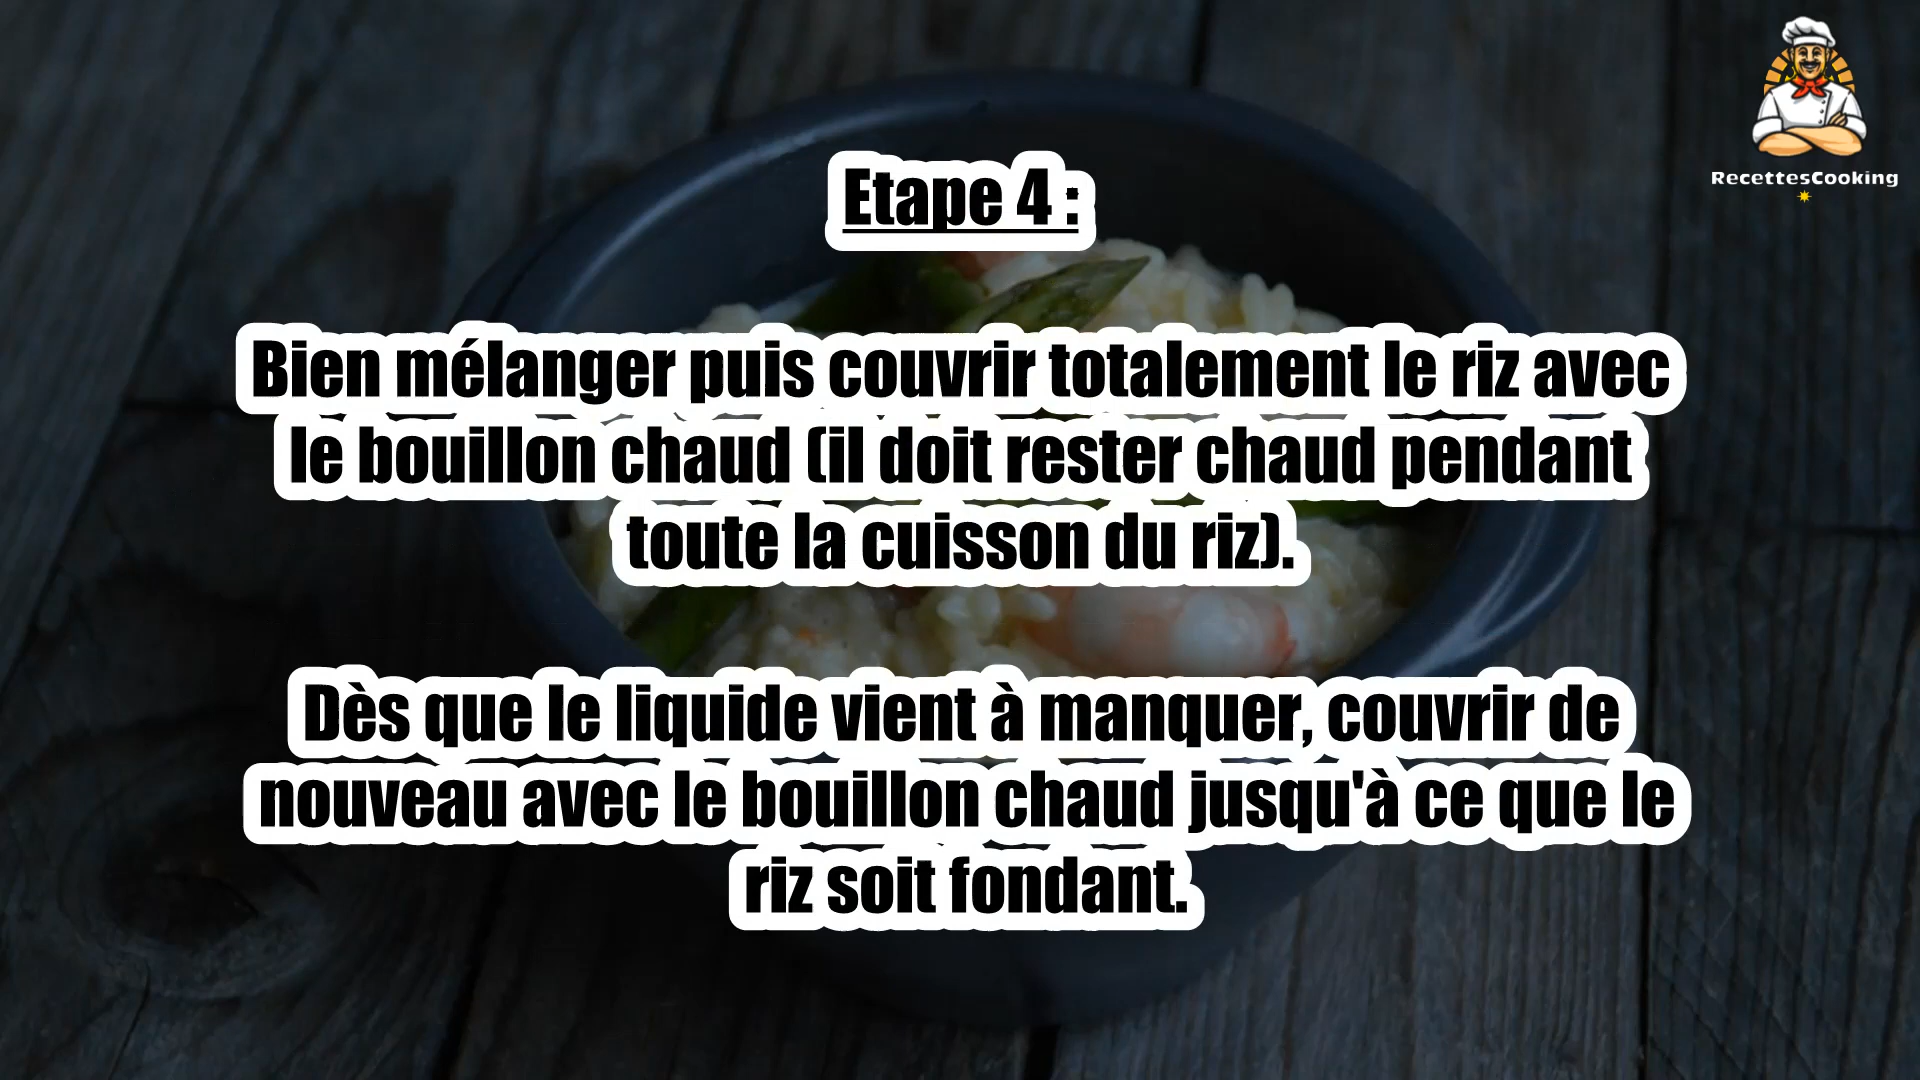 RecettesCooking
Etape 4 :
Bien mélanger puis couvrir totalement le riz avec
le bouillon chaud (il doit rester chaud pendant
toute la cuisson du riz).
Dès que le liquide vient à manquer, couvrir de
nouveau avec le bouillon chaud jusqu'à ce que le
riz soit fondant.